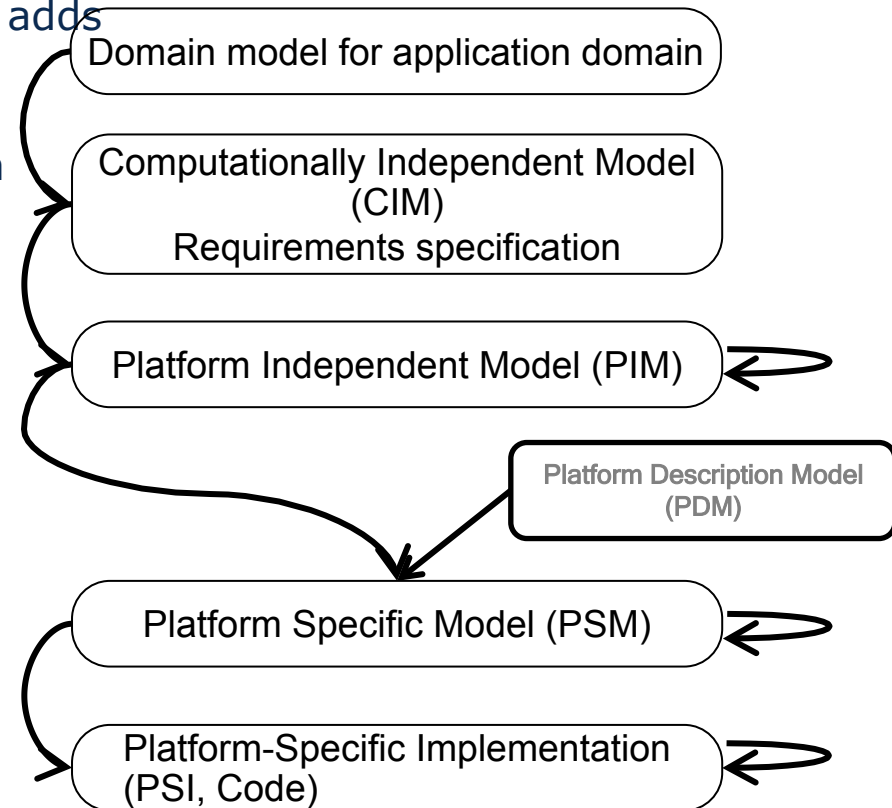 adds
Domain model for application domain
Computationally Independent Model
(CIM)
Requirements specification
Platform Independent Model (PIM)
Platform Description Model
(PDM)
Platform Specific Model (PSM)
Platform-Specific Implementation
(PSI, Code)